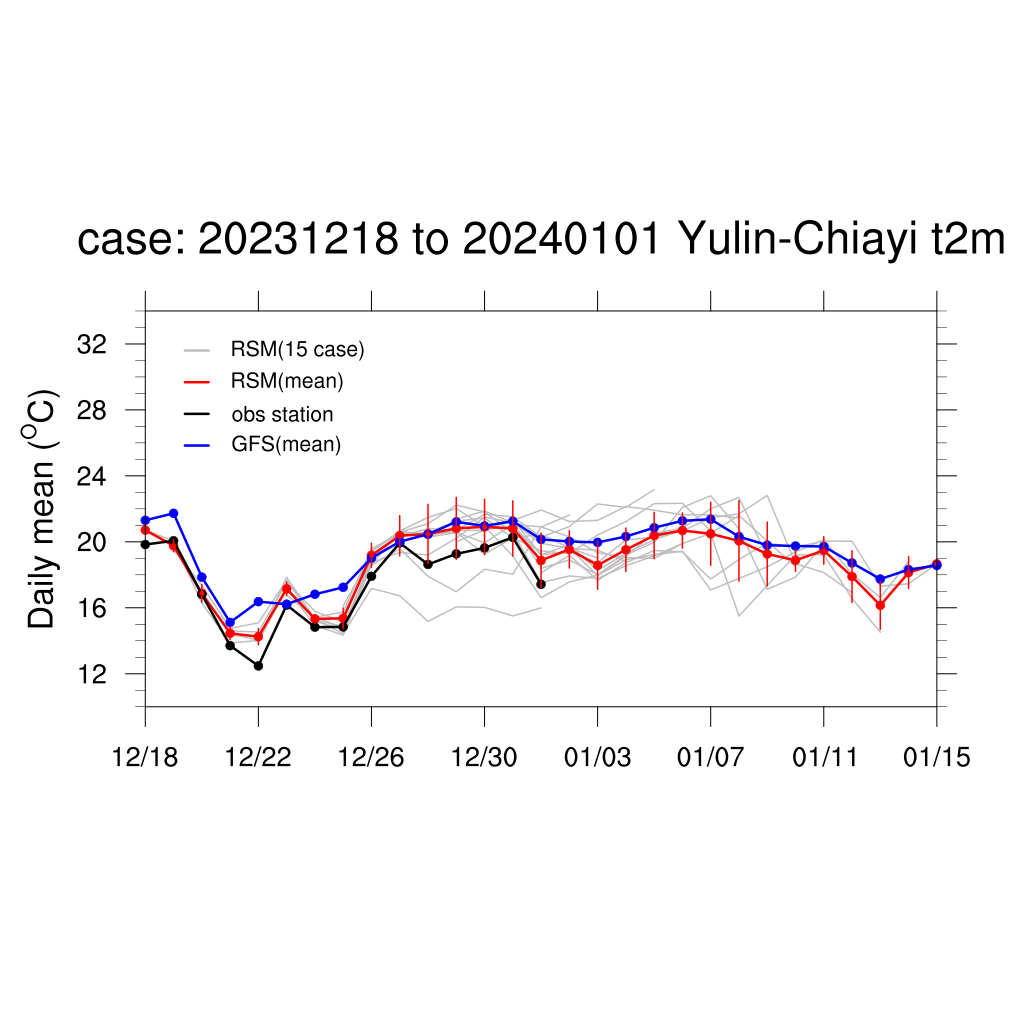 case: 20231218 to 20240101 Yulin-Chiayi t2m
Daily mean (OC)
32
28
24
20
16
12
RSM(15 case)
RSM(mean)
obs station
GFS(mean)
12/18 12/22 12/26 12/30 01/03 01/07 01/11 01/15